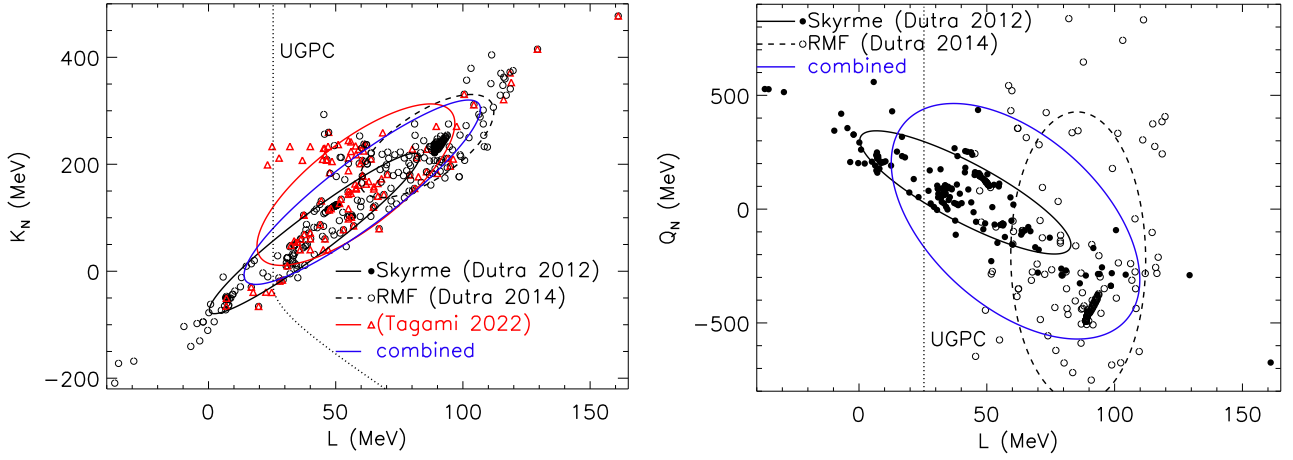 400
200
0
−200
K_N (MeV)
UGPC
Skyrme (Dutra 2012)
RMF (Dutra 2014)
(Tagami 2022)
combined
0 50 100 150
L (MeV)
Skyrme (Dutra 2012)
RMF (Dutra 2014)
combined
500
0
−500
Q_N (MeV)
UGPC
0 50 100 150
L (MeV)